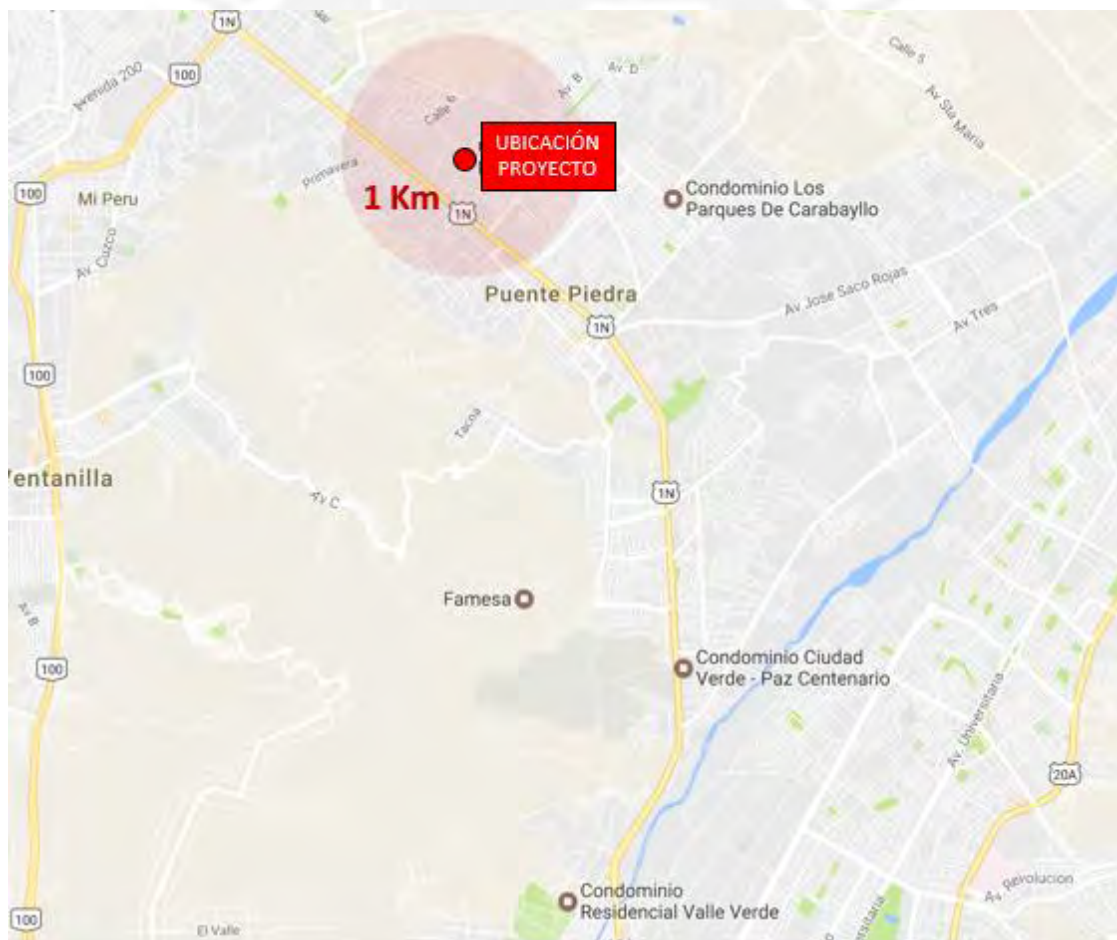 1N
Avenida 200
100
Calle 6
Av. B
Av. D
Calle 5
Av Sta Maria
UBICACIÓN
PROYECTO
Primavera
1 Km
1N
100
Mi Peru
Av. Cuzco
Condominio Los
Parques De Carabayllo
Puente Piedra
1N
Av Jose Saco Rojas
Av Tres
100
Tacna
entanilla
Av C
1N
Famesa
Av B
100
Condominio Ciudad
Verde - Paz Centenario
Av. Universitaria
20A
Condominio
Residencial Valle Verde
Av. Revolucion
100
El Valle